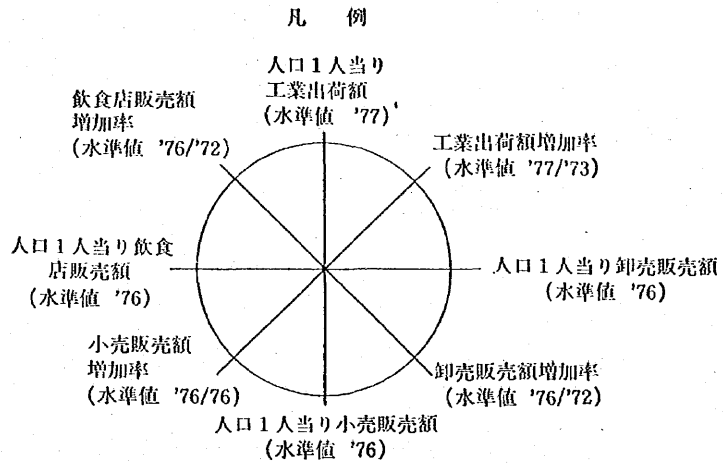 凡 例
人口1人当り
工業出荷額
(水準値 '77)
工業出荷額増加率
(水準値 '77/'73)
人口1人当り卸売販売額
(水準値 '76)
卸売販売額増加率
(水準値 '76/'72)
人口1人当り小売販売額
(水準値 '76)
小売販売額
増加率
(水準値 '76/76)
人口1人当り飲食
店販売額
(水準値 '76)
飲食店販売額
増加率
(水準値 '76/'72)